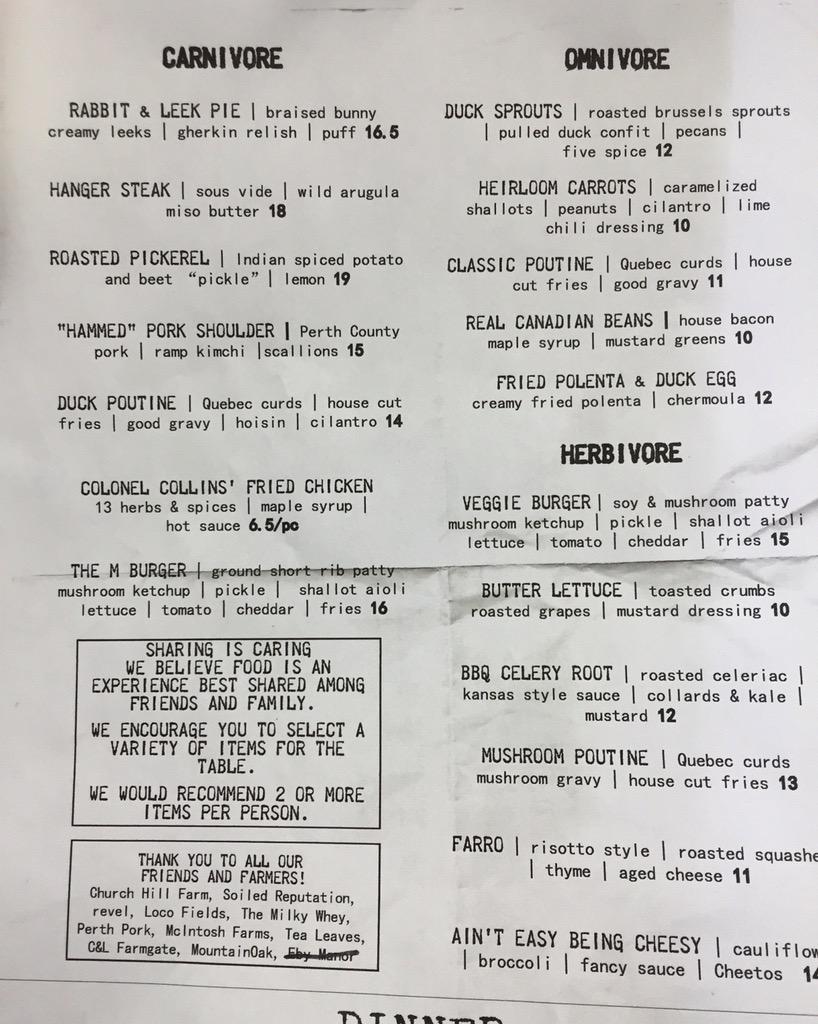 CARNIVORE
RABBIT & LEEK PIE | braised bunny
creamy leeks | gherkin relish | puff 16.5
HANGER STEAK | sous vide | wild arugula
miso butter 18
ROASTED PICKEREL | Indian spiced potato
and beet “pickle” | lemon 19
"HAMMED" PORK SHOULDER | Perth County
pork | ramp kimchi |scallions 15
DUCK POUTINE | Quebec curds | house cut
fries | good gravy | hoisin | cilantro 14
COLONEL COLLINS' FRIED CHICKEN
13 herbs & spices | maple syrup |
hot sauce 6.5/pc
THE M BURGER | ground short rib patty
mushroom ketchup | pickle | shallot aioli
lettuce | tomato | cheddar | fries 16
SHARING IS CARING
WE BELIEVE FOOD IS AN
EXPERIENCE BEST SHARED AMONG
FRIENDS AND FAMILY.
WE ENCOURAGE YOU TO SELECT A
VARIETY OF ITEMS FOR THE
TABLE.
WE WOULD RECOMMEND 2 OR MORE
ITEMS PER PERSON.
THANK YOU TO ALL OUR
FRIENDS AND FARMERS!
Church Hill Farm, Soiled Reputation,
revel, Loco Fields, The Milky Whey,
Perth Pork, McIntosh Farms, Tea Leaves,
C&L Farmgate, MountainOak, Eby Manor
OMNIVORE
DUCK SPROUTS | roasted brussels sprouts
| pulled duck confit | pecans |
five spice 12
HEIRLOOM CARROTS | caramelized
shallots | peanuts | cilantro | lime
chili dressing 10
CLASSIC POUTINE | Quebec curds | house
cut fries | good gravy 11
REAL CANADIAN BEANS | house bacon
maple syrup | mustard greens 10
FRIED POLENTA & DUCK EGG
creamy fried polenta | chermoula 12
HERBIVORE
VEGGIE BURGER| soy & mushroom patty
mushroom ketchup | pickle | shallot aioli
lettuce | tomato | cheddar | fries 15
BUTTER LETTUCE | toasted crumbs
roasted grapes | mustard dressing 10
BBQ CELERY ROOT | roasted celeriac |
kansas style sauce | collards & kale |
mustard 12
MUSHROOM POUTINE | Quebec curds
mushroom gravy | house cut fries 13
FARRO | risotto style | roasted squashe
| thyme | aged cheese 11
AIN'T EASY BEING CHEESY | cauliflow
| broccoli | fancy sauce | Cheetos 14
DINNER